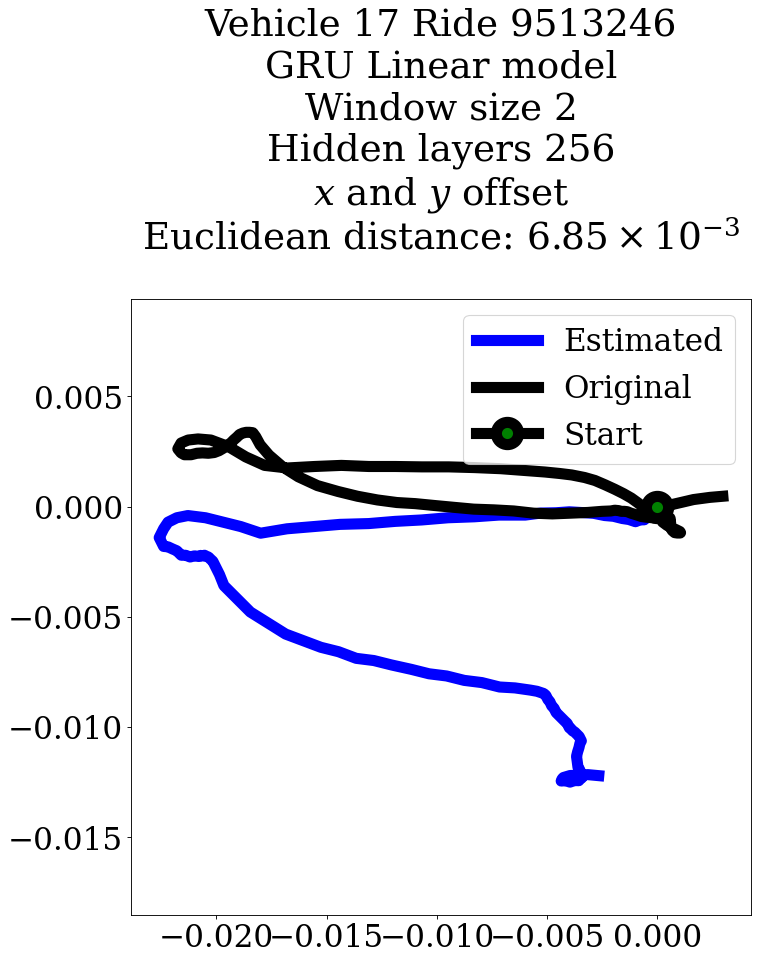 Vehicle 17 Ride 9513246
GRU Linear model
Window size 2
Hidden layers 256
x and y offset
Euclidean distance: 6.85 × 10⁻³
Estimated
Original
Start
0.005
0.000
−0.005
−0.010
−0.015
−0.020 −0.015 −0.010 −0.005 0.000